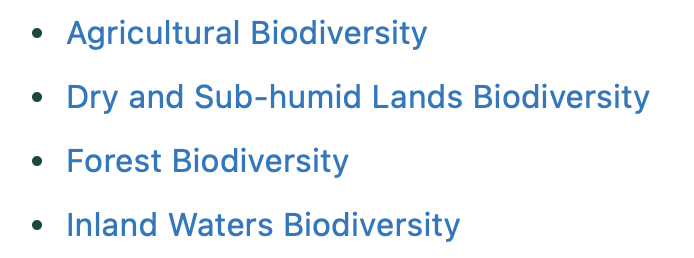 • Agricultural Biodiversity
• Dry and Sub-humid Lands Biodiversity
• Forest Biodiversity
• Inland Waters Biodiversity